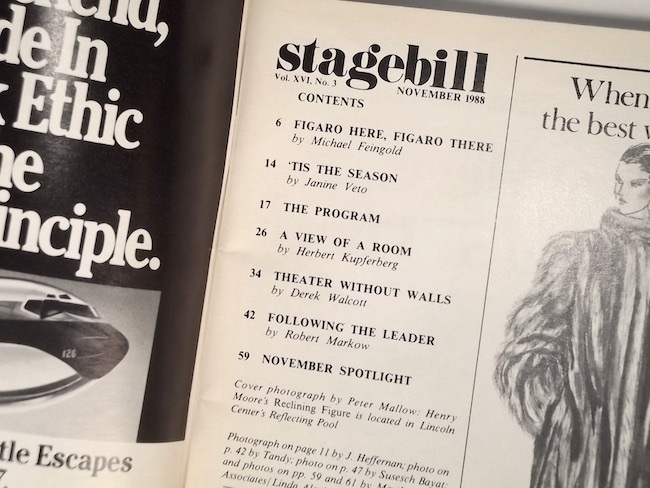 end,
de In
k Ethic
ne
inciple.
126
tle Escapes
7.
stagebill
Vol. XVI, No. 3 NOVEMBER 1988
CONTENTS
6 FIGARO HERE, FIGARO THERE
by Michael Feingold
14 'TIS THE SEASON
by Janine Veto
17 THE PROGRAM
26 A VIEW OF A ROOM
by Herbert Kupferberg
34 THEATER WITHOUT WALLS
by Derek Walcott
42 FOLLOWING THE LEADER
by Robert Markow
59 NOVEMBER SPOTLIGHT
Cover photograph by Peter Mallow: Henry
Moore's Reclining Figure is located in Lincoln
Center's Reflecting Pool
Photograph on page 11 by J. Heffernan; photo on
p. 42 by Tandy; photo on p. 47 by Susesch Bayat;
and photos on pp. 59 and 61 by
Associates/Linda
When
the best